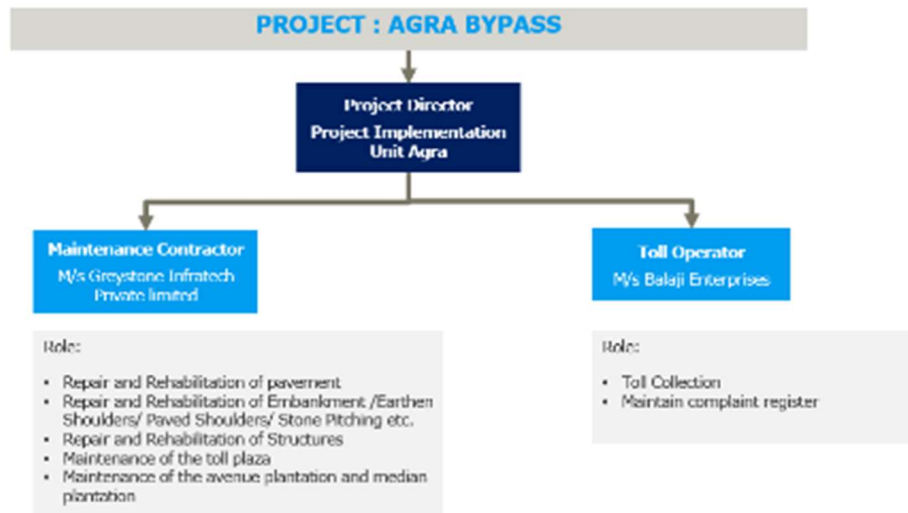 PROJECT : AGRA BYPASS
Project Director
Project Implementation
Unit Agra
Maintenance Contractor
M/s Greystone Infratech
Private limited
Toll Operator
M/s Balaji Enterprises
Role:
• Repair and Rehabilitation of pavement
• Repair and Rehabilitation of Embankment /Earthen
Shoulders/ Paved Shoulders/ Stone Pitching etc.
• Repair and Rehabilitation of Structures
• Maintenance of the toll plaza
• Maintenance of the avenue plantation and median
plantation
Role:
• Toll Collection
• Maintain complaint register